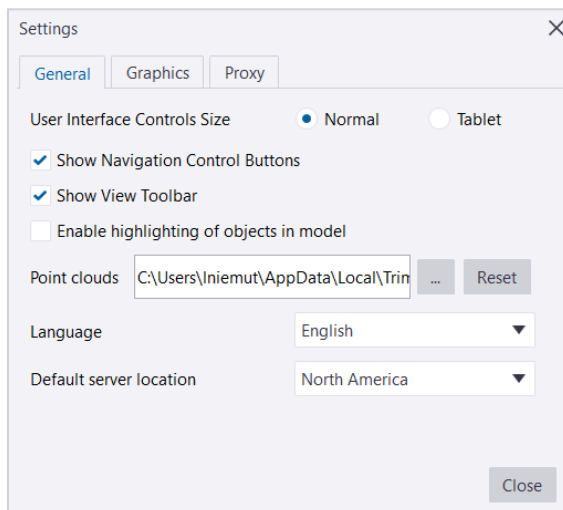 Settings
General Graphics Proxy
User Interface Controls Size Normal Tablet
Show Navigation Control Buttons
Show View Toolbar
Enable highlighting of objects in model
Point clouds C:\Users\Iniemut\AppData\Local\Trim ... Reset
Language English
Default server location North America
Close